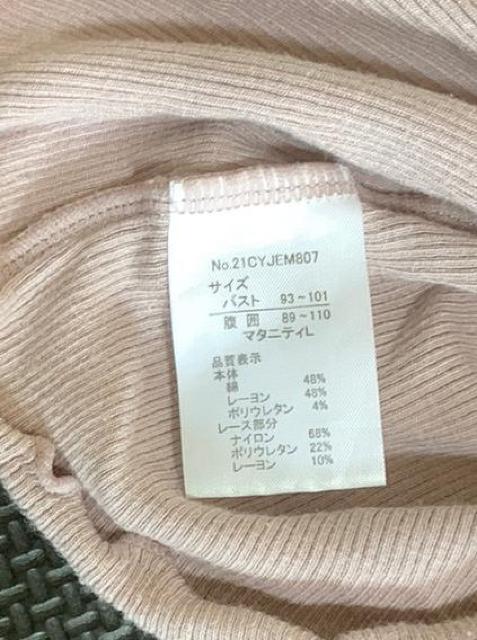 No.21CYJEM807
サイズ
バスト 93~101
腹囲 89~110
マタニティL
品質表示
本体
綿 48%
レーヨン 48%
ポリウレタン 4%
レース部分
ナイロン 68%
ポリウレタン 22%
レーヨン 10%